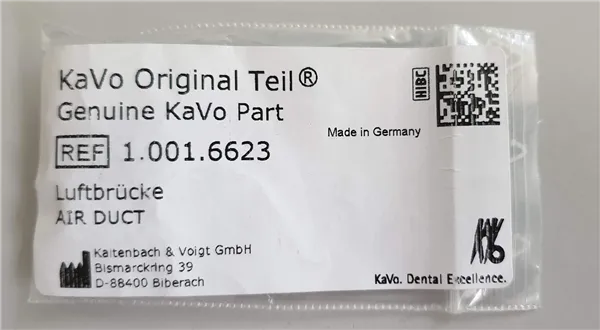 KaVo Original Teil®
Genuine KaVo Part
HIBC
Made in Germany
REF 1.001.6623
Luftbrücke
AIR DUCT
Kaltenbach & Voigt GmbH
Bismarckring 39
D-88400 Biberach
KaVo. Dental Excellence.